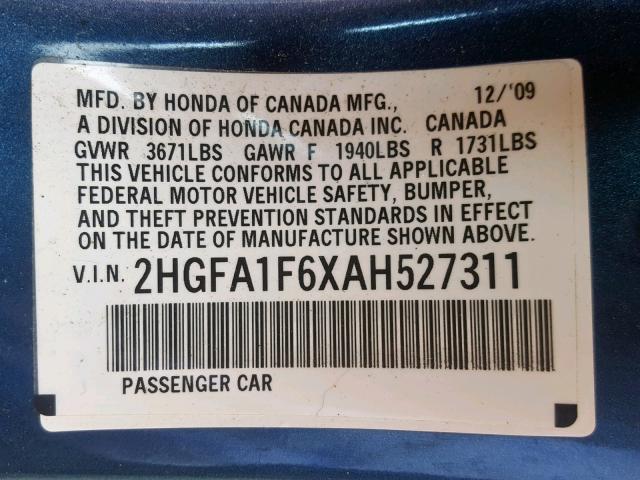 MFD. BY HONDA OF CANADA MFG., 12/'09
A DIVISION OF HONDA CANADA INC. CANADA
GVWR 3671LBS GAWR F 1940LBS R 1731LBS
THIS VEHICLE CONFORMS TO ALL APPLICABLE
FEDERAL MOTOR VEHICLE SAFETY, BUMPER,
AND THEFT PREVENTION STANDARDS IN EFFECT
ON THE DATE OF MANUFACTURE SHOWN ABOVE.
V.I.N. 2HGFA1F6XAH527311
PASSENGER CAR